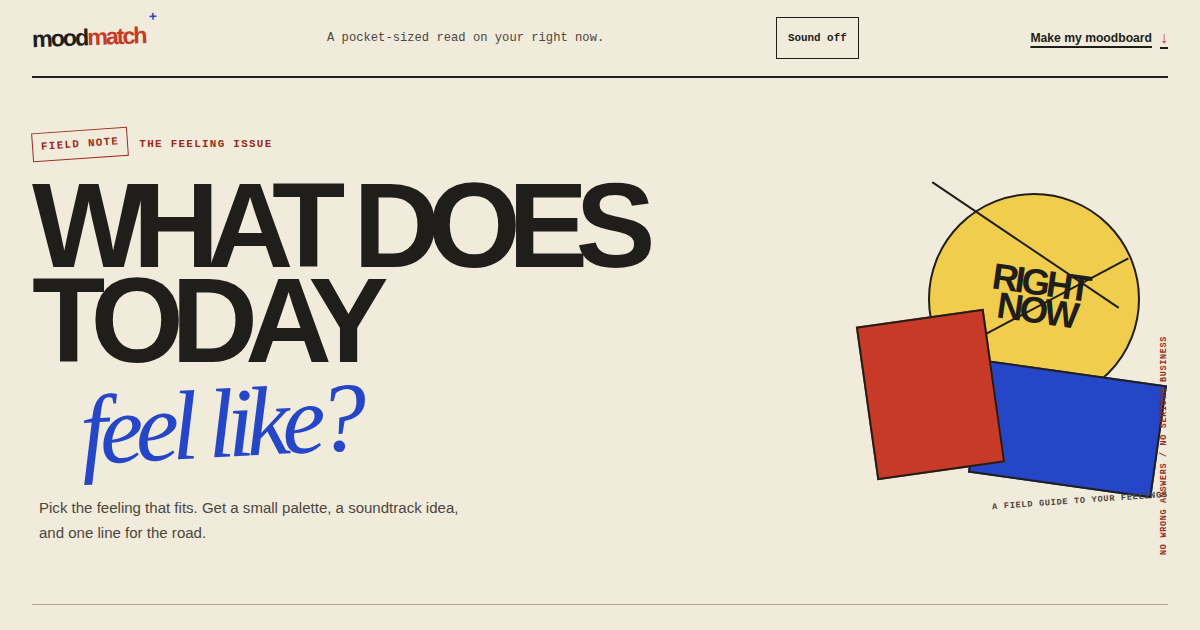 moodmatch+
A pocket-sized read on your right now.
Sound off
Make my moodboard ↓
FIELD NOTE
THE FEELING ISSUE
WHAT DOES
TODAY
feel like?
Pick the feeling that fits. Get a small palette, a soundtrack idea,
and one line for the road.
RIGHT
NOW
A FIELD GUIDE TO YOUR FEELINGS
NO WRONG ANSWERS / NO SERIOUS BUSINESS